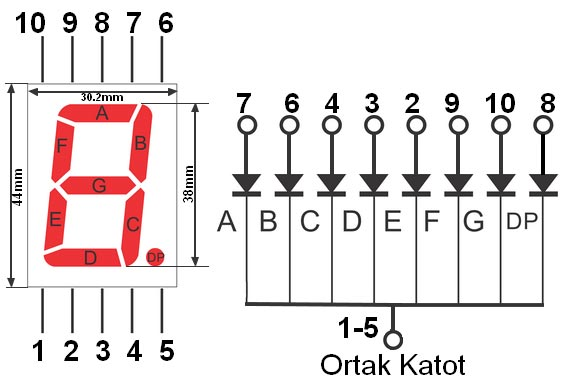 10 9 8 7 6
30.2mm
A
F B
G
E C
D DP
44mm
38mm
1 2 3 4 5
7 6 4 3 2 9 10 8
A B C D E F G DP
1-5
Ortak Katot